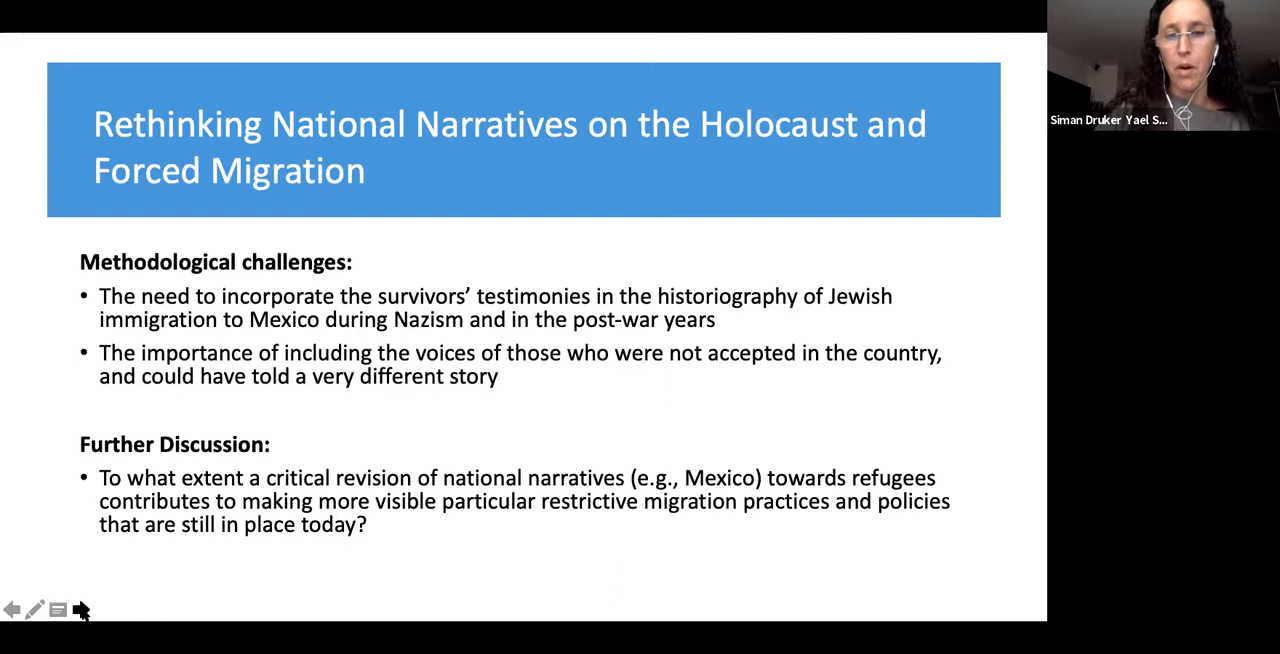 Rethinking National Narratives on the Holocaust and
Forced Migration
Methodological challenges:
• The need to incorporate the survivors’ testimonies in the historiography of Jewish
immigration to Mexico during Nazism and in the post-war years
• The importance of including the voices of those who were not accepted in the country,
and could have told a very different story
Further Discussion:
• To what extent a critical revision of national narratives (e.g., Mexico) towards refugees
contributes to making more visible particular restrictive migration practices and policies
that are still in place today?
Siman Druker Yael S...